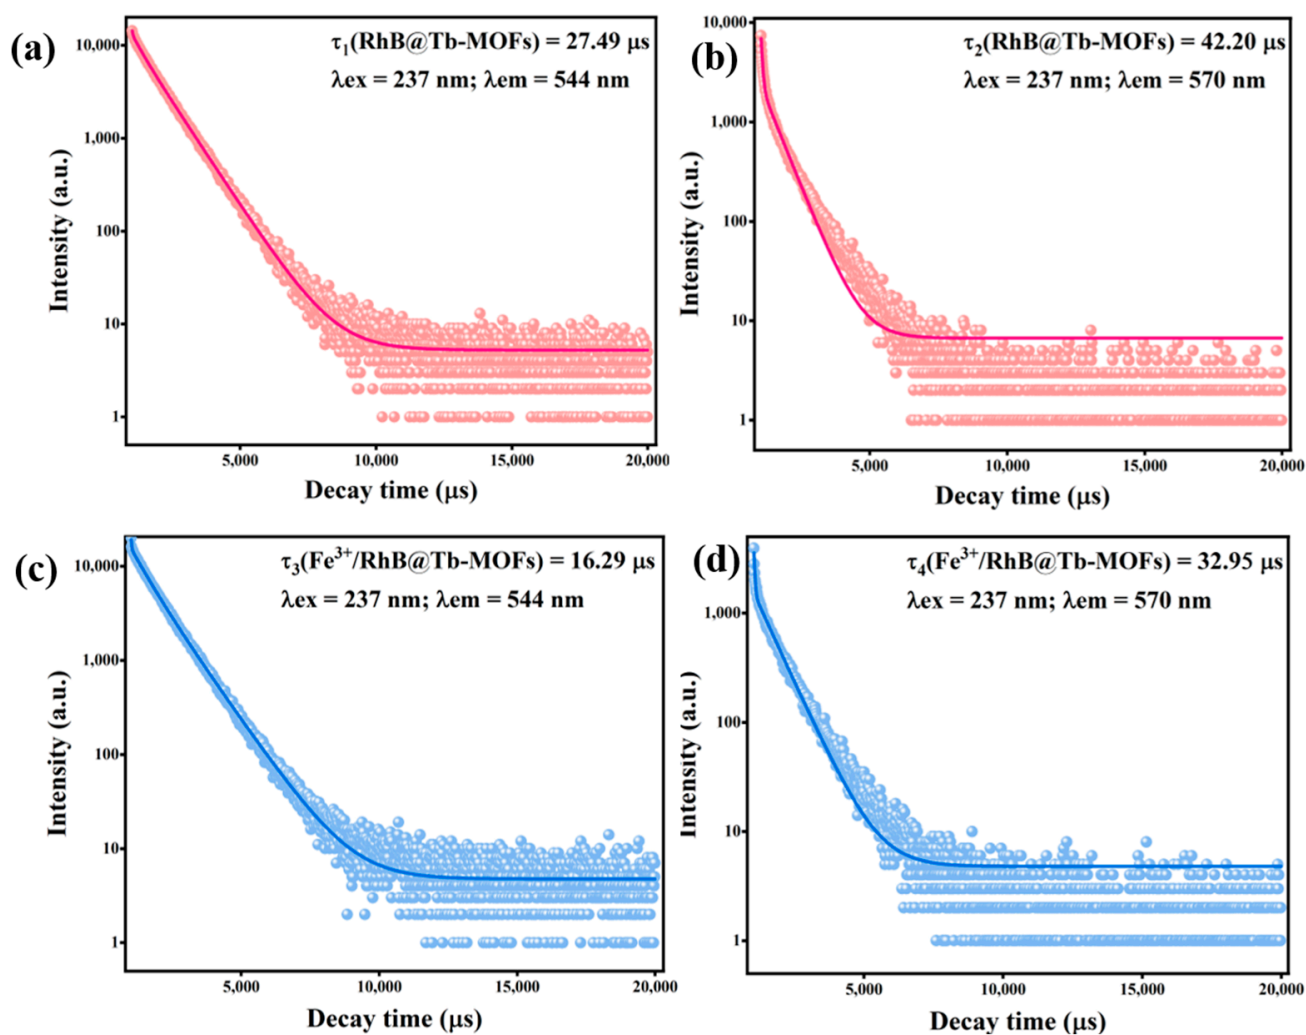 (a)
τ₁(RhB@Tb-MOFs) = 27.49 μs
λex = 237 nm; λem = 544 nm
Intensity (a.u.)
10,000
1,000
100
10
1
5,000 10,000 15,000 20,000
Decay time (μs)
(b)
τ₂(RhB@Tb-MOFs) = 42.20 μs
λex = 237 nm; λem = 570 nm
Intensity (a.u.)
10,000
1,000
100
10
1
5,000 10,000 15,000 20,000
Decay time (μs)
(c)
τ₃(Fe³⁺/RhB@Tb-MOFs) = 16.29 μs
λex = 237 nm; λem = 544 nm
Intensity (a.u.)
10,000
1,000
100
10
1
5,000 10,000 15,000 20,000
Decay time (μs)
(d)
τ₄(Fe³⁺/RhB@Tb-MOFs) = 32.95 μs
λex = 237 nm; λem = 570 nm
Intensity (a.u.)
1,000
100
10
1
5,000 10,000 15,000 20,000
Decay time (μs)